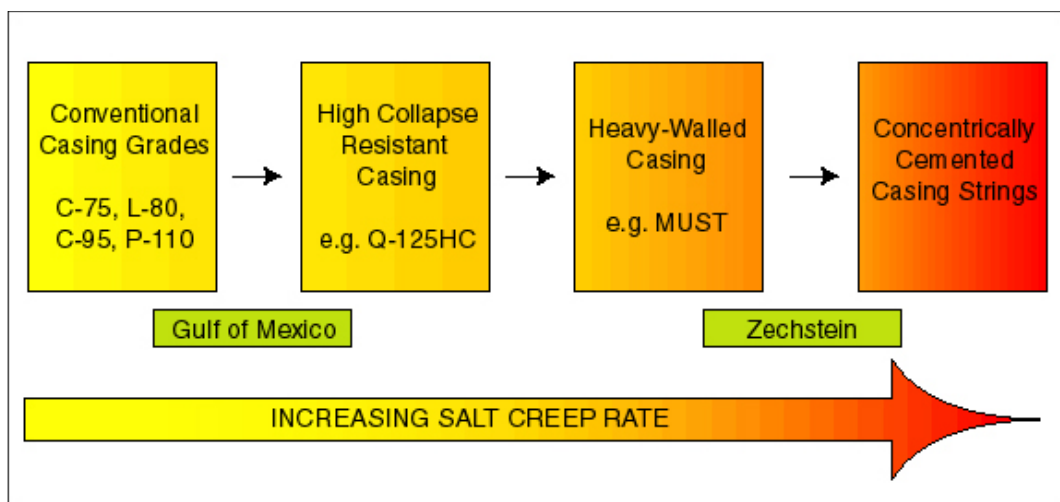 Conventional
Casing Grades
C-75, L-80,
C-95, P-110
High Collapse
Resistant
Casing
e.g. Q-125HC
Heavy-Walled
Casing
e.g. MUST
Concentrically
Cemented
Casing Strings
Gulf of Mexico
Zechstein
INCREASING SALT CREEP RATE